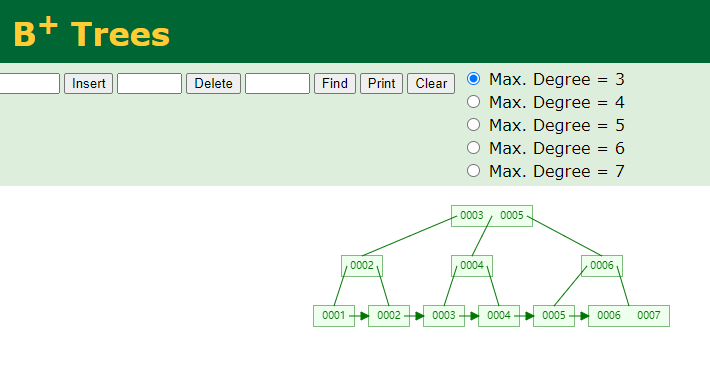 B+ Trees
Insert Delete Find Print Clear
Max. Degree = 3
Max. Degree = 4
Max. Degree = 5
Max. Degree = 6
Max. Degree = 7
0003 0005
0002 0004 0006
0001 0002 0003 0004 0005 0006 0007